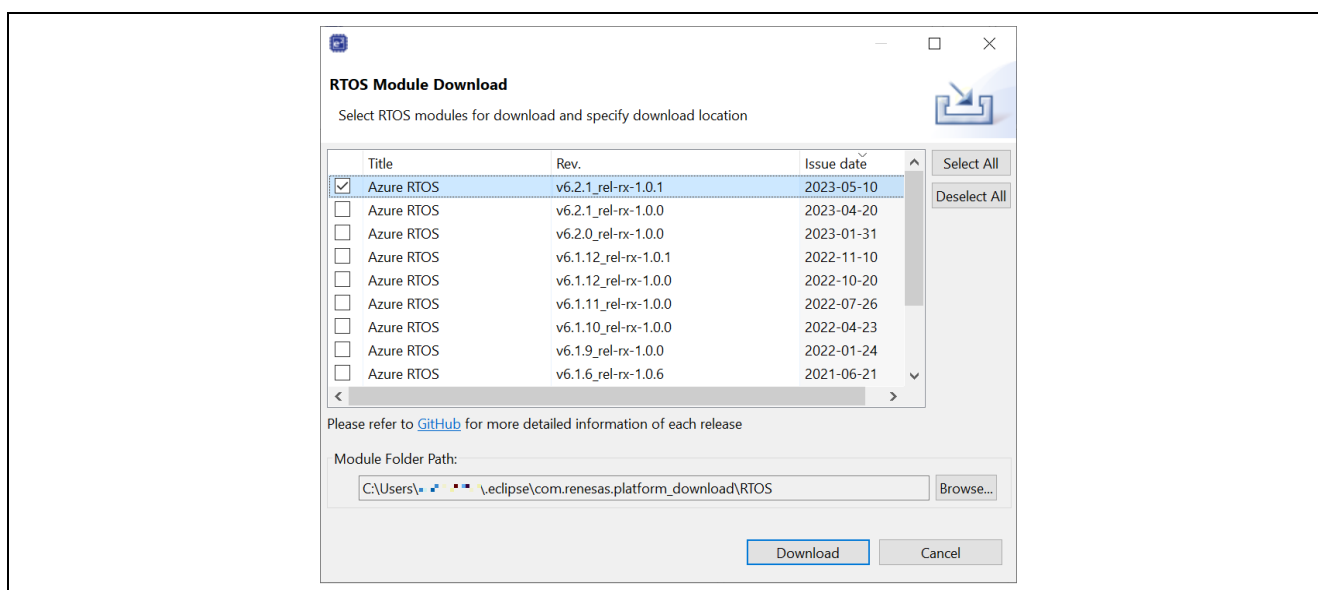 RTOS Module Download
Select RTOS modules for download and specify download location
Title Rev. Issue date
Select All
Azure RTOS v6.2.1_rel-rx-1.0.1 2023-05-10
Deselect All
Azure RTOS v6.2.1_rel-rx-1.0.0 2023-04-20
Azure RTOS v6.2.0_rel-rx-1.0.0 2023-01-31
Azure RTOS v6.1.12_rel-rx-1.0.1 2022-11-10
Azure RTOS v6.1.12_rel-rx-1.0.0 2022-10-20
Azure RTOS v6.1.11_rel-rx-1.0.0 2022-07-26
Azure RTOS v6.1.10_rel-rx-1.0.0 2022-04-23
Azure RTOS v6.1.9_rel-rx-1.0.0 2022-01-24
Azure RTOS v6.1.6_rel-rx-1.0.6 2021-06-21
Please refer to GitHub for more detailed information of each release
Module Folder Path:
C:\Users\ \.eclipse\com.renesas.platform_download\RTOS Browse...
Download Cancel